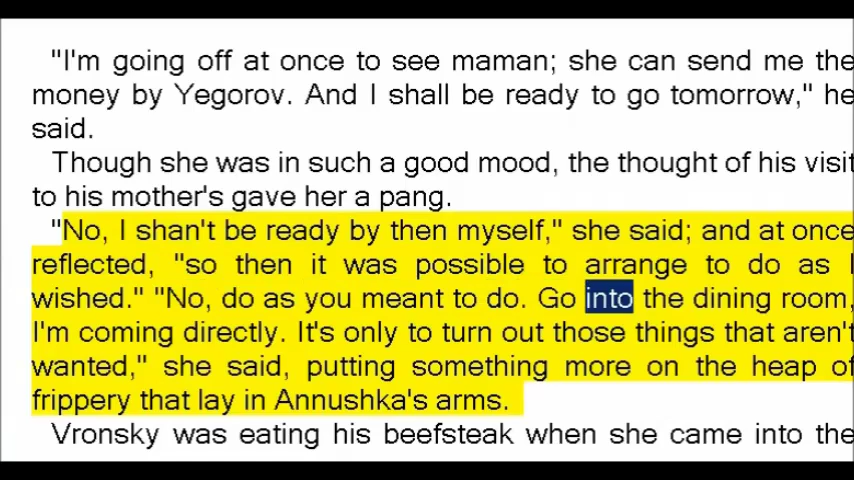 "I'm going off at once to see maman; she can send me the
money by Yegorov. And I shall be ready to go tomorrow," he
said.
Though she was in such a good mood, the thought of his visit
to his mother's gave her a pang.
"No, I shan't be ready by then myself," she said; and at once
reflected, "so then it was possible to arrange to do as I
wished." "No, do as you meant to do. Go into the dining room,
I'm coming directly. It's only to turn out those things that aren't
wanted," she said, putting something more on the heap of
frippery that lay in Annushka's arms.
Vronsky was eating his beefsteak when she came into the